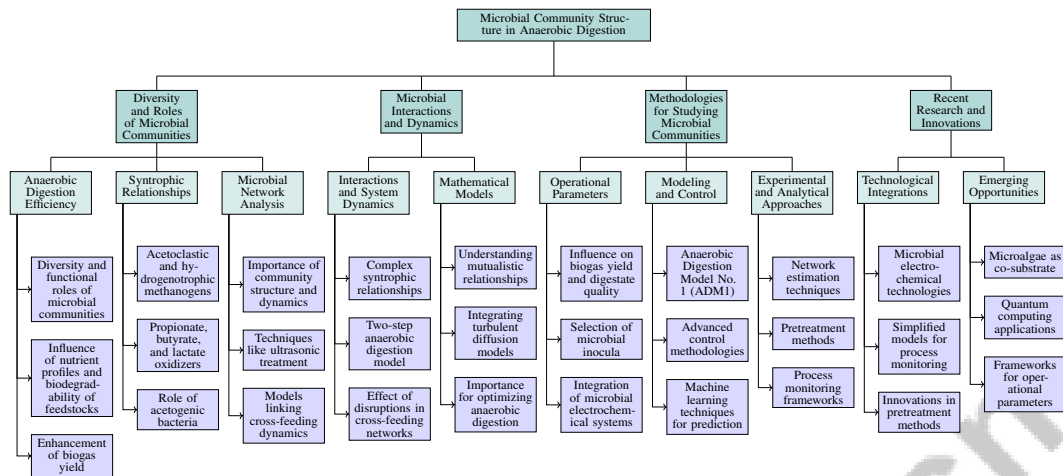 Microbial Community Struc-
ture in Anaerobic Digestion
Diversity
and Roles
of Microbial
Communities
Microbial
Interactions
and Dynamics
Methodologies
for Studying
Microbial
Communities
Recent
Research and
Innovations
Anaerobic
Digestion
Efficiency
Syntrophic
Relationships
Microbial
Network
Analysis
Interactions
and System
Dynamics
Mathematical
Models
Operational
Parameters
Modeling
and Control
Experimental
and Analytical
Approaches
Technological
Integrations
Emerging
Opportunities
Diversity and
functional
roles of
microbial
communities
Influence
of nutrient
profiles and
biodegrad-
ability of
feedstocks
Enhancement
of biogas
yield
Acetoclastic
and hy-
drogenotrophic
methanogens
Propionate,
butyrate,
and lactate
oxidizers
Role of
acetogenic
bacteria
Importance of
community
structure and
dynamics
Techniques
like ultrasonic
treatment
Models
linking
cross-feeding
dynamics
Complex
syntrophic
relationships
Two-step
anaerobic
digestion
model
Effect of
disruptions in
cross-feeding
networks
Understanding
mutualistic
relationships
Integrating
turbulent
diffusion
models
Importance
for optimizing
anaerobic
digestion
Influence on
biogas yield
and digestate
quality
Selection of
microbial
inocula
Integration
of microbial
electrochem-
ical systems
Anaerobic
Digestion
Model No.
1 (ADM1)
Advanced
control
methodologies
Machine
learning
techniques
for prediction
Network
estimation
techniques
Pretreatment
methods
Process
monitoring
frameworks
Microbial
electro-
chemical
technologies
Simplified
models for
process
monitoring
Innovations in
pretreatment
methods
Microalgae as
co-substrate
Quantum
computing
applications
Frameworks
for oper-
ational
parameters